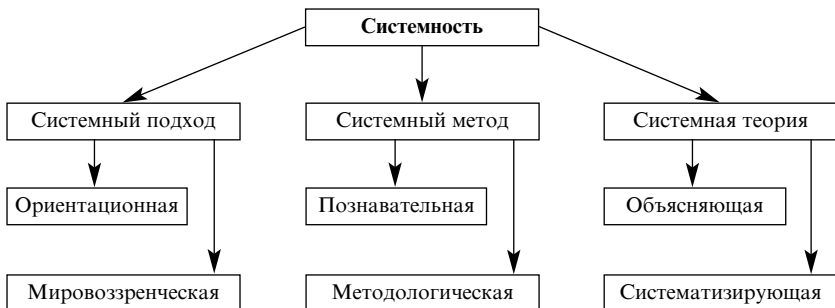 Системность
Системный подход
Системный метод
Системная теория
Ориентационная
Познавательная
Объясняющая
Мировоззренческая
Методологическая
Систематизирующая